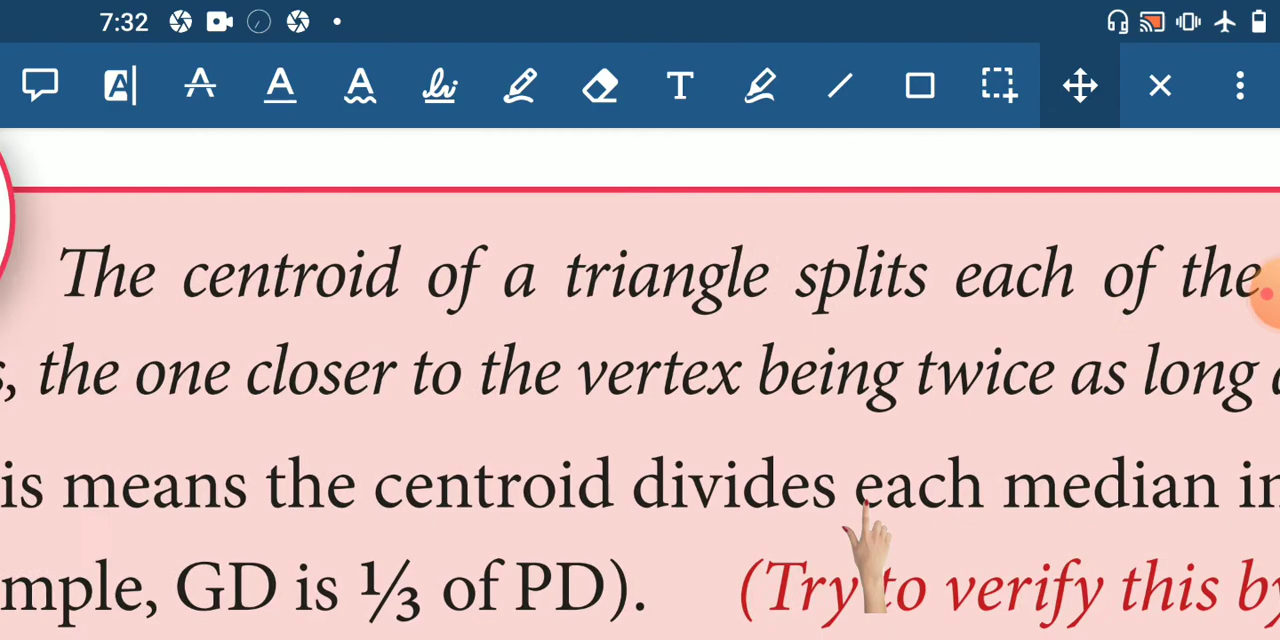 7:32
A A A A T
The centroid of a triangle splits each of the
s, the one closer to the vertex being twice as long
is means the centroid divides each median in
mple, GD is ⅓ of PD). (Try to verify this by